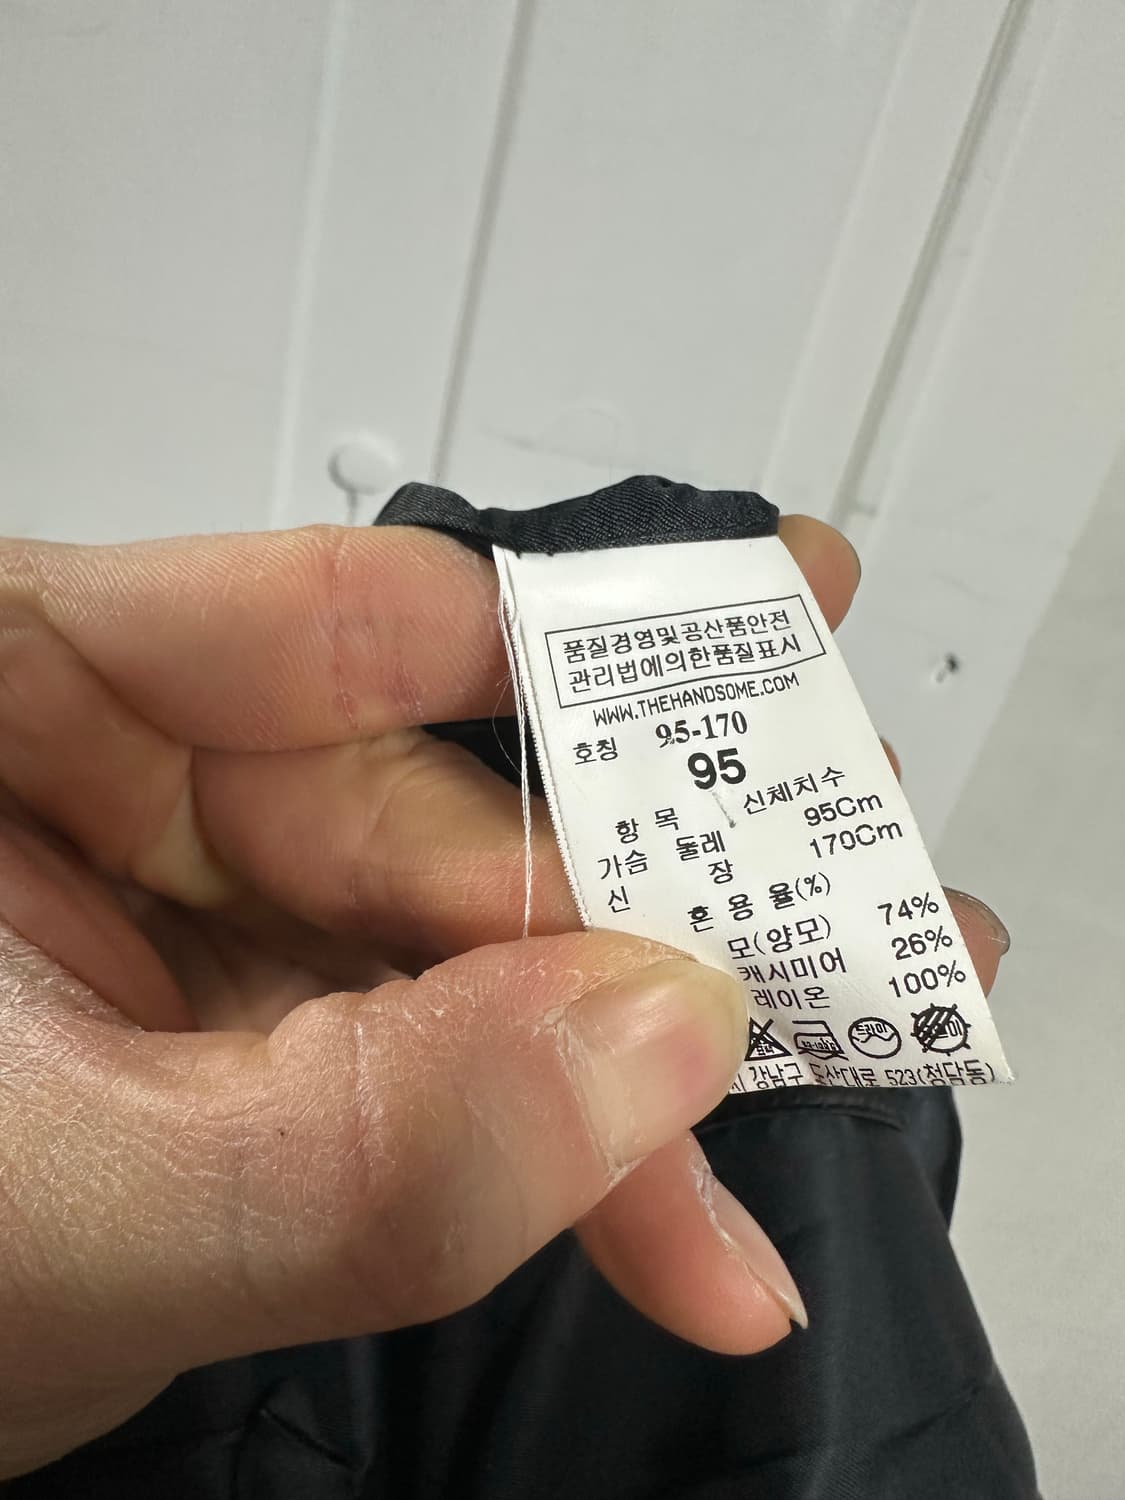 품질경영및공산품안전
관리법에의한품질표시
WWW.THEHANDSOME.COM
호칭 95-170
95
항 목 신체치수
가슴 둘레 95Cm
신 장 170Cm
혼 용 율(%)
모(양모) 74%
캐시미어 26%
레이온 100%
드라이
강남구 도산대로 523(청담동)